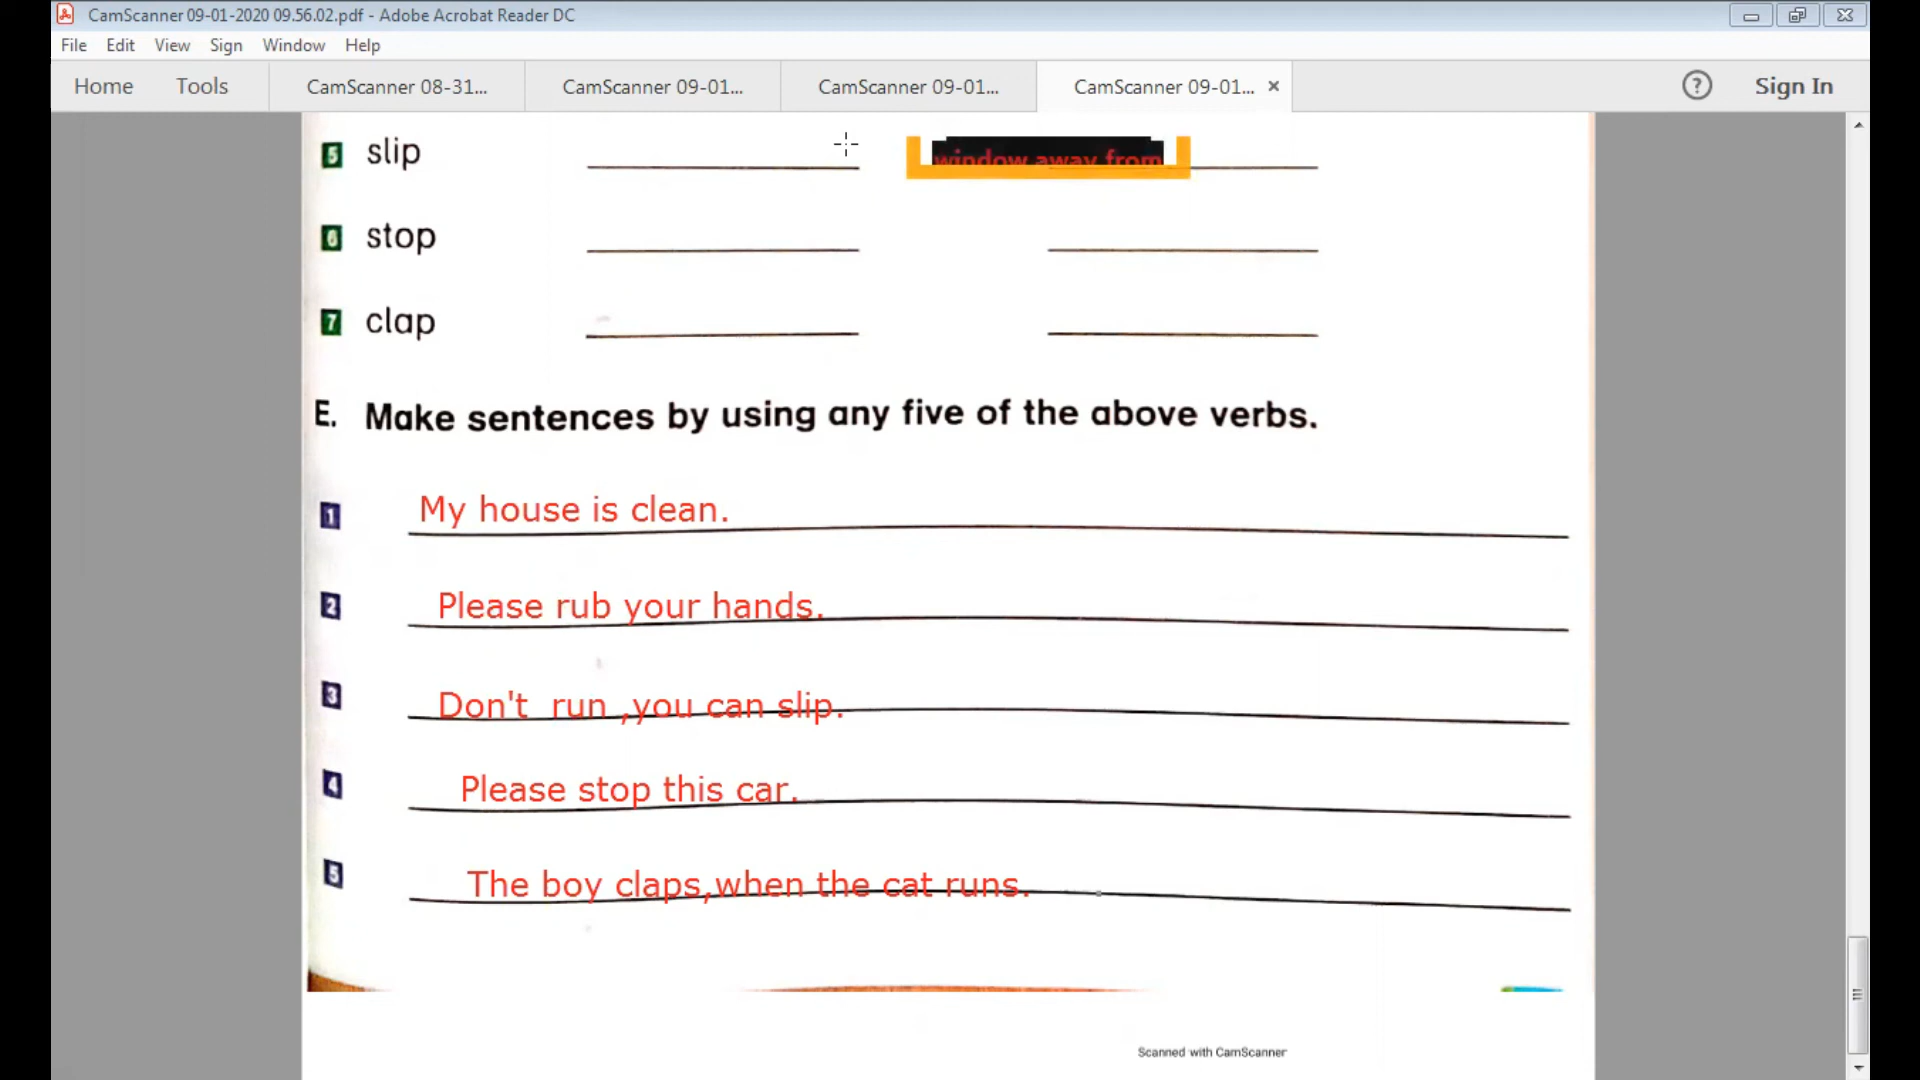 CamScanner 09-01-2020 09.56.02.pdf - Adobe Acrobat Reader DC
File Edit View Sign Window Help
Home Tools CamScanner 08-31... CamScanner 09-01... CamScanner 09-01... CamScanner 09-01... × ? Sign In
5 slip window away from
6 stop
7 clap
E. Make sentences by using any five of the above verbs.
1 My house is clean.
2 Please rub your hands.
3 Don't run ,you can slip.
4 Please stop this car.
5 The boy claps,when the cat runs.
Scanned with CamScanner